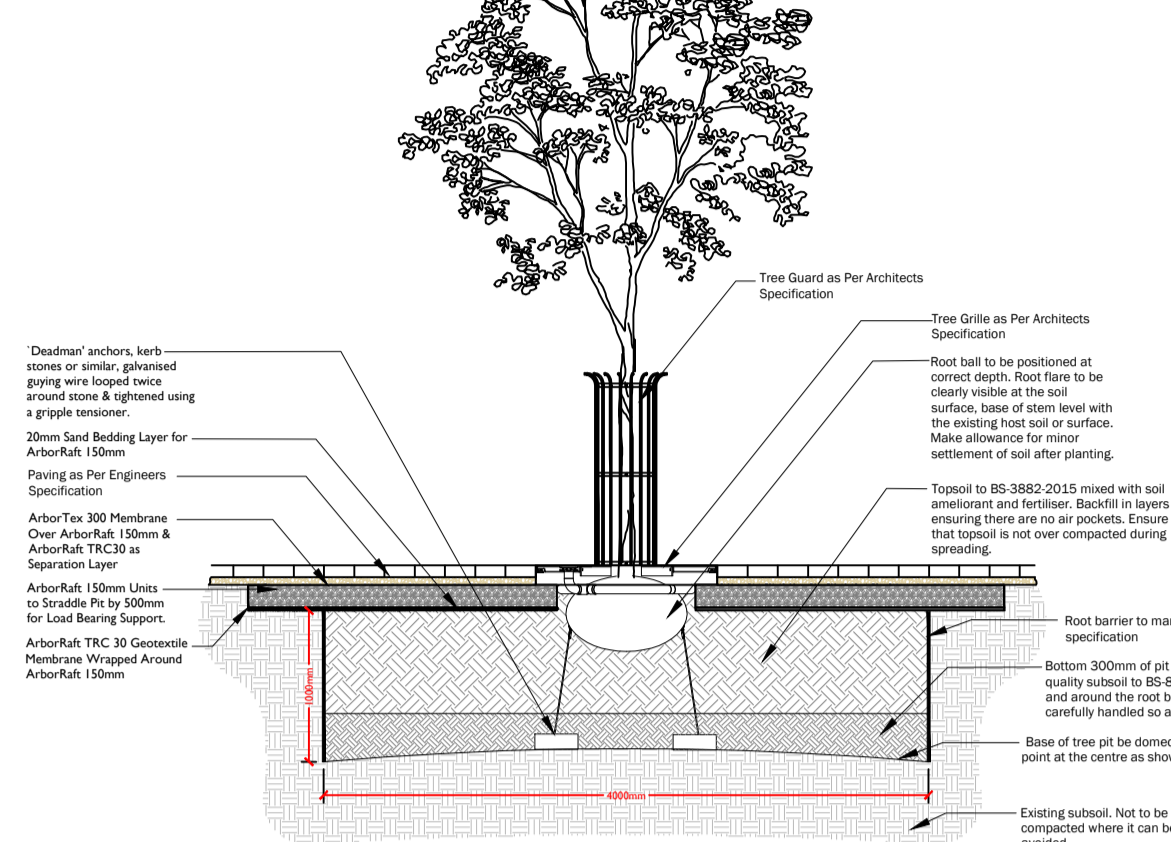 Tree Guard as Per Architects
Specification
Tree Grille as Per Architects
Specification
`Deadman' anchors, kerb
stones or similar, galvanised
guying wire looped twice
around stone & tightened using
a gripple tensioner.
Root ball to be positioned at
correct depth. Root flare to be
clearly visible at the soil
surface, base of stem level with
the existing host soil or surface.
Make allowance for minor
settlement of soil after planting.
20mm Sand Bedding Layer for
ArborRaft 150mm
Paving as Per Engineers
Specification
Topsoil to BS-3882-2015 mixed with soil
ameliorant and fertiliser. Backfill in layers
ensuring there are no air pockets. Ensure
that topsoil is not over compacted during
spreading.
ArborTex 300 Membrane
Over ArborRaft 150mm &
ArborRaft TRC30 as
Separation Layer
ArborRaft 150mm Units
to Straddle Pit by 500mm
for Load Bearing Support.
ArborRaft TRC 30 Geotextile
Membrane Wrapped Around
ArborRaft 150mm
Root barrier to
specification
Bottom 300mm of pit
quality subsoil to
and around the root
carefully handled so
Base of tree pit be domed
point at the centre as
Existing subsoil. Not to be
compacted where it can
avoided
1000mm
4000mm